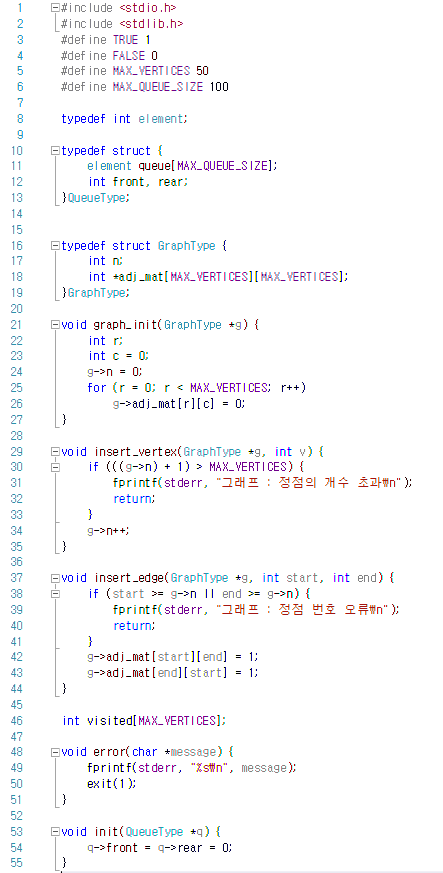 1 #include <stdio.h>
2 #include <stdlib.h>
3 #define TRUE 1
4 #define FALSE 0
5 #define MAX_VERTICES 50
6 #define MAX_QUEUE_SIZE 100
7
8 typedef int element;
9
10 typedef struct {
11 element queue[MAX_QUEUE_SIZE];
12 int front, rear;
13 }QueueType;
14
15
16 typedef struct GraphType {
17 int n;
18 int *adj_mat[MAX_VERTICES][MAX_VERTICES];
19 }GraphType;
20
21 void graph_init(GraphType *g) {
22 int r;
23 int c = 0;
24 g->n = 0;
25 for (r = 0; r < MAX_VERTICES; r++)
26 g->adj_mat[r][c] = 0;
27 }
28
29 void insert_vertex(GraphType *g, int v) {
30 if (((g->n) + 1) > MAX_VERTICES) {
31 fprintf(stderr, "그래프 : 정점의 개수 초과₩n");
32 return;
33 }
34 g->n++;
35 }
36
37 void insert_edge(GraphType *g, int start, int end) {
38 if (start >= g->n || end >= g->n) {
39 fprintf(stderr, "그래프 : 정점 번호 오류₩n");
40 return;
41 }
42 g->adj_mat[start][end] = 1;
43 g->adj_mat[end][start] = 1;
44 }
45
46 int visited[MAX_VERTICES];
47
48 void error(char *message) {
49 fprintf(stderr, "%s₩n", message);
50 exit(1);
51 }
52
53 void init(QueueType *q) {
54 q->front = q->rear = 0;
55 }